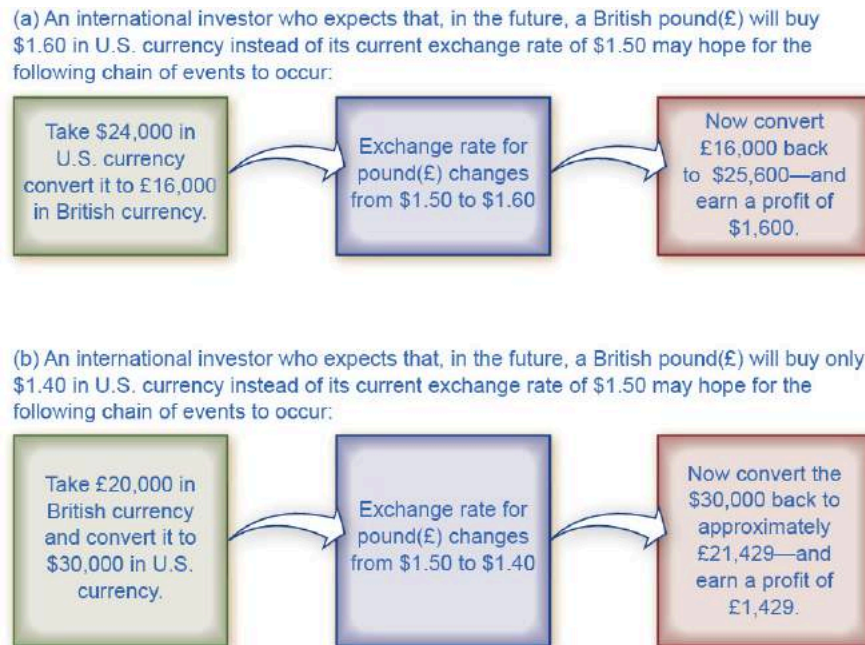 (a) An international investor who expects that, in the future, a British pound(£) will buy
$1.60 in U.S. currency instead of its current exchange rate of $1.50 may hope for the
following chain of events to occur:
Take $24,000 in
U.S. currency
convert it to £16,000
in British currency.
Exchange rate for
pound(£) changes
from $1.50 to $1.60
Now convert
£16,000 back
to $25,600—and
earn a profit of
$1,600.
(b) An international investor who expects that, in the future, a British pound(£) will buy only
$1.40 in U.S. currency instead of its current exchange rate of $1.50 may hope for the
following chain of events to occur:
Take £20,000 in
British currency
and convert it to
$30,000 in U.S.
currency.
Exchange rate for
pound(£) changes
from $1.50 to $1.40
Now convert the
$30,000 back to
approximately
£21,429—and
earn a profit of
£1,429.